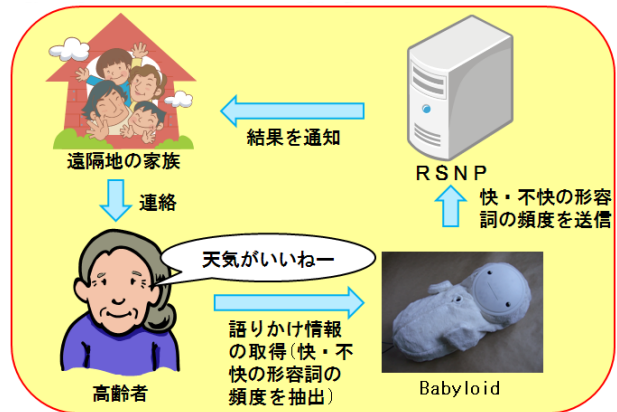 遠隔地の家族
結果を通知
RSNP
連絡
快・不快の形容
詞の頻度を送信
天気がいいねー
語りかけ情報
の取得(快・不
快の形容詞の
頻度を抽出)
高齢者
Babyloid